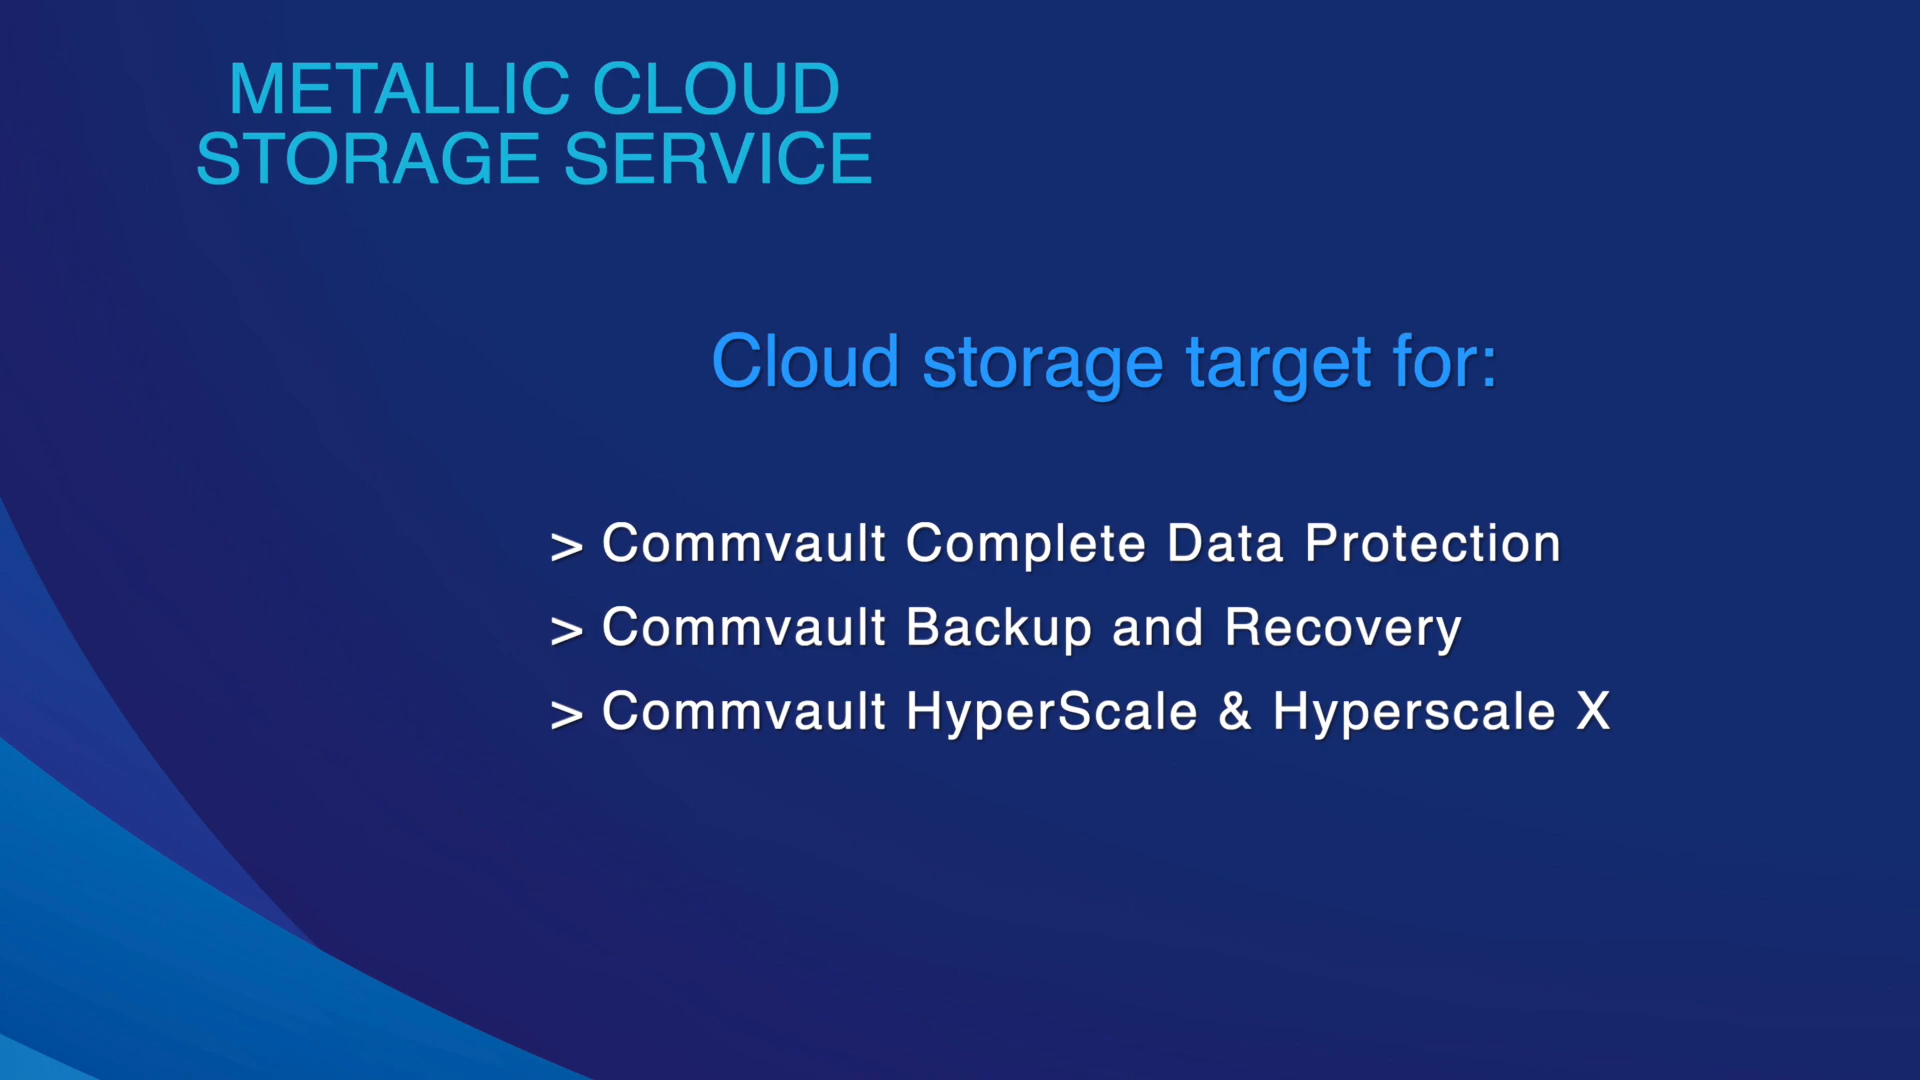 METALLIC CLOUD
STORAGE SERVICE
Cloud storage target for:
> Commvault Complete Data Protection
> Commvault Backup and Recovery
> Commvault HyperScale & Hyperscale X